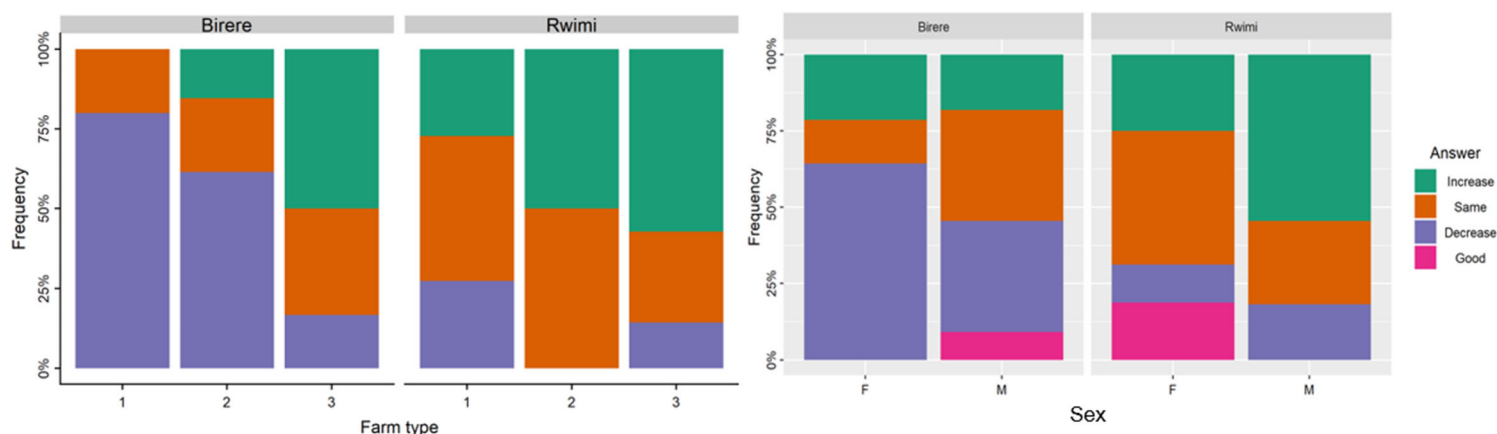 Birere
Rwimi
Frequency
100%
75%
50%
25%
0%
1
2
3
1
2
3
Farm type
Birere
Rwimi
Frequency
100%
75%
50%
25%
0%
F
M
F
M
Sex
Answer
Increase
Same
Decrease
Good